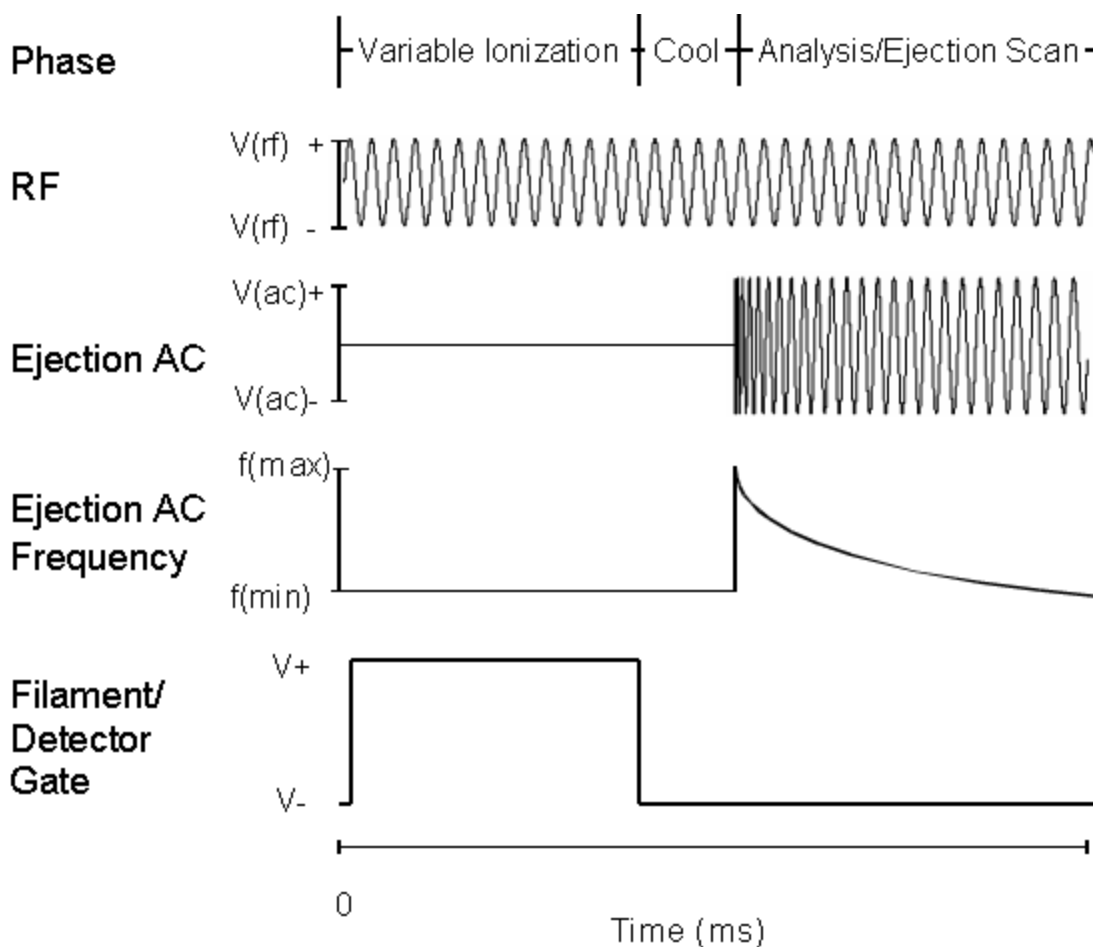 Phase
Variable Ionization
Cool
Analysis/Ejection Scan
RF
V(rf) +
V(rf) -
Ejection AC
V(ac)+
V(ac)-
Ejection AC
Frequency
f(max)
f(min)
Filament/
Detector
Gate
V+
V-
0
Time (ms)